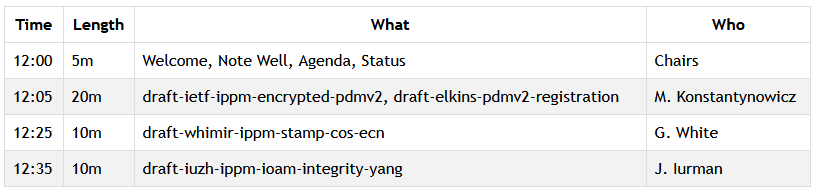 Time Length What Who
12:00 5m Welcome, Note Well, Agenda, Status Chairs
12:05 20m draft-ietf-ippm-encrypted-pdmv2, draft-elkins-pdmv2-registration M. Konstantynowicz
12:25 10m draft-whimir-ippm-stamp-cos-ecn G. White
12:35 10m draft-iuzh-ippm-ioam-integrity-yang J. Iurman